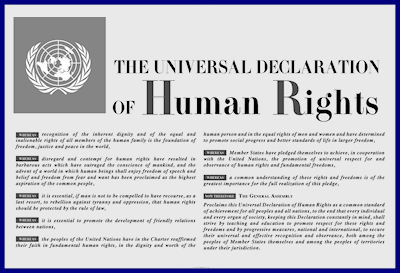 THE UNIVERSAL DECLARATION
OF Human Rights
WHEREAS recognition of the inherent dignity and of the equal and
inalienable rights of all members of the human family is the foundation of
freedom, justice and peace in the world,
WHEREAS disregard and contempt for human rights have resulted in
barbarous acts which have outraged the conscience of mankind, and the
advent of a world in which human beings shall enjoy freedom of speech and
belief and freedom from fear and want has been proclaimed as the highest
aspiration of the common people,
WHEREAS it is essential, if man is not to be compelled to have recourse, as a
last resort, to rebellion against tyranny and oppression, that human rights
should be protected by the rule of law,
WHEREAS it is essential to promote the development of friendly relations
between nations,
WHEREAS the peoples of the United Nations have in the Charter reaffirmed
their faith in fundamental human rights, in the dignity and worth of the
human person and in the equal rights of men and women and have determined
to promote social progress and better standards of life in larger freedom,
WHEREAS Member States have pledged themselves to achieve, in cooperation
with the United Nations, the promotion of universal respect for and
observance of human rights and fundamental freedoms,
WHEREAS a common understanding of these rights and freedoms is of the
greatest importance for the full realization of this pledge,
NOW THEREFORE THE GENERAL ASSEMBLY
Proclaims this Universal Declaration of Human Rights as a common standard
of achievement for all peoples and all nations, to the end that every individual
and every organ of society, keeping this Declaration constantly in mind, shall
strive by teaching and education to promote respect for these rights and
freedoms and by progressive measures, national and international, to secure
their universal and effective recognition and observance, both among the
peoples of Member States themselves and among the peoples of territories
under their jurisdiction.